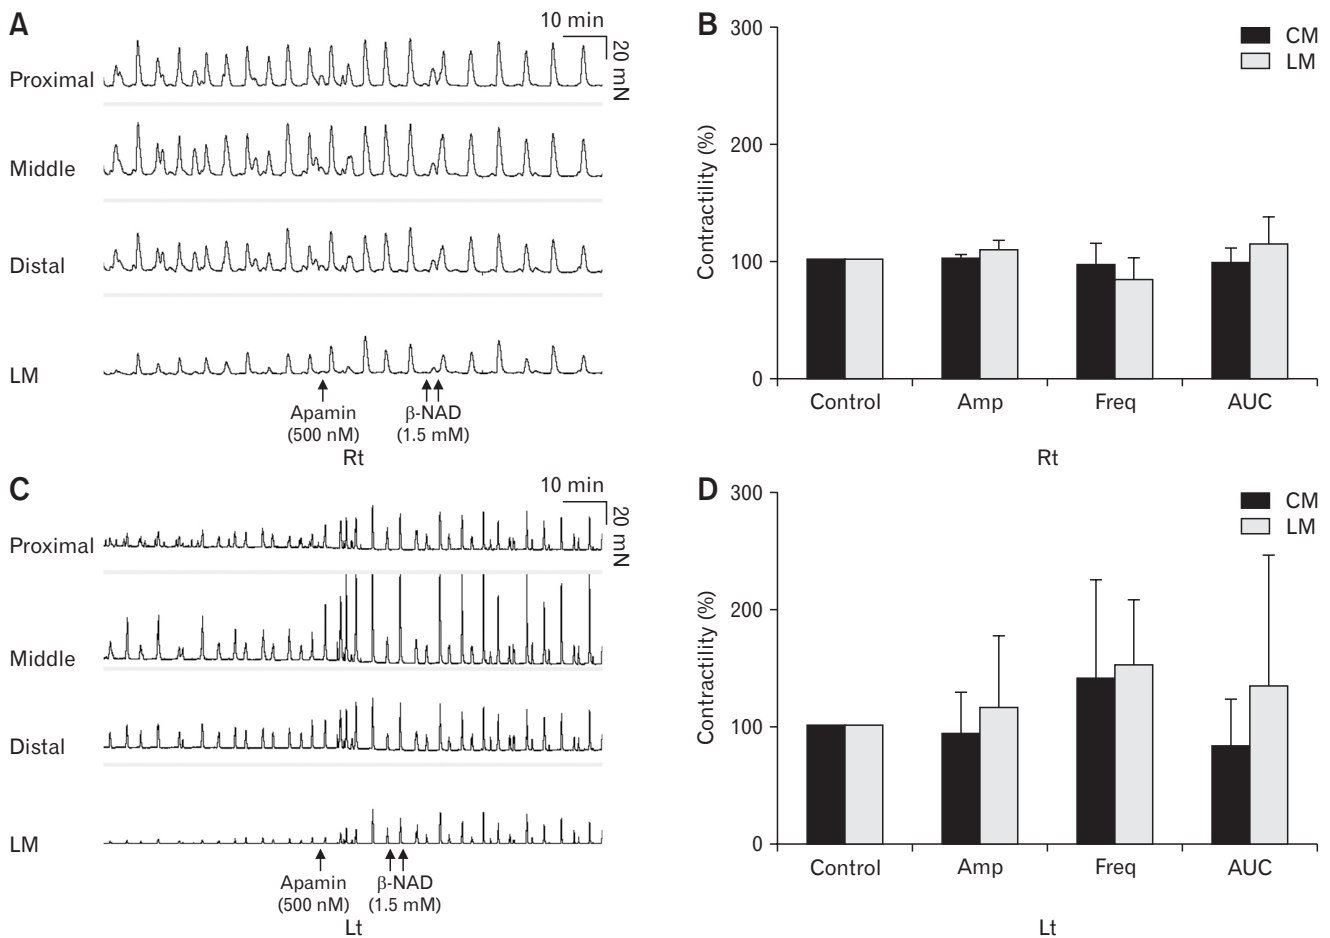 A
10 min
20 mN
Proximal
Middle
Distal
LM
Apamin
(500 nM)
β-NAD
(1.5 mM)
Rt
B
300
200
100
0
Contractility (%)
CM
LM
Control
Amp
Freq
AUC
Rt
C
10 min
20 mN
Proximal
Middle
Distal
LM
Apamin
(500 nM)
β-NAD
(1.5 mM)
Lt
D
300
200
100
0
Contractility (%)
CM
LM
Control
Amp
Freq
AUC
Lt